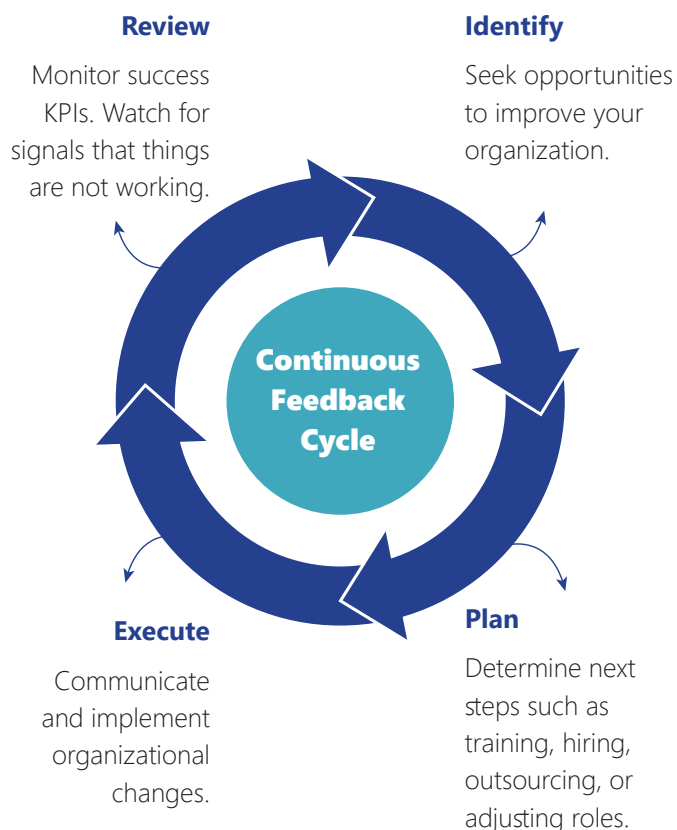 Review
Monitor success
KPIs. Watch for
signals that things
are not working.
Identify
Seek opportunities
to improve your
organization.
Continuous
Feedback
Cycle
Execute
Communicate
and implement
organizational
changes.
Plan
Determine next
steps such as
training, hiring,
outsourcing, or
adjusting roles.